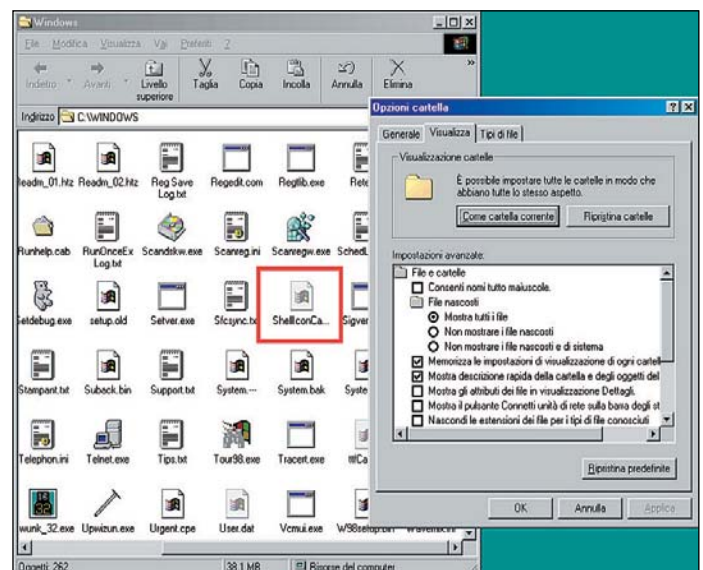 Windows
File Modifica Visualizza Vai Preferiti ?
Indietro Avanti Livello superiore Taglia Copia Incolla Annulla Elimina »
Indirizzo C:\WINDOWS
Readm_02.htz Reg Save Log.txt Regedit.com Regtlib.exe
Runhelp.cab RunOnceEx Log.txt Scandskw.exe Scanreg.ini Scanregw.exe
Setdebug.exe setup.old Setver.exe Sfcsync.txt ShellIconCa...
Stampant.txt Suback.bin Support.txt System.--- System.bak
Telephon.ini Telnet.exe Tips.txt Tour98.exe Tracert.exe
wunk_32.exe Upwizun.exe Urgent.cpe User.dat Vcmui.exe
Oggetti: 262 38,1 MB Risorse del computer
Opzioni cartella
Generale Visualizza Tipi di file
Visualizzazione cartelle
È possibile impostare tutte le cartelle in modo che
abbiano tutte lo stesso aspetto.
Come cartella corrente Ripristina cartelle
Impostazioni avanzate:
File e cartelle
Consenti nomi tutto maiuscole.
File nascosti
Mostra tutti i file
Non mostrare i file nascosti
Non mostrare i file nascosti e di sistema
Memorizza le impostazioni di visualizzazione di ogni cartell
Mostra descrizione rapida della cartella e degli oggetti del
Mostra gli attributi dei file in visualizzazione Dettagli.
Mostra il pulsante Connetti unità di rete sulla barra degli st
Nascondi le estensioni dei file per i tipi di file conosciuti
Ripristina predefinite
OK Annulla Applica